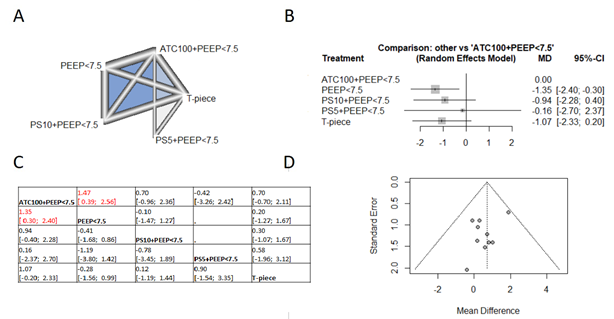 A
ATC100+PEEP<7.5
PEEP<7.5
T-piece
PS10+PEEP<7.5
PS5+PEEP<7.5
B
Comparison: other vs 'ATC100+PEEP<7.5'
Treatment (Random Effects Model) MD 95%-CI
ATC100+PEEP<7.5 0.00
PEEP<7.5 -1.35 [-2.40; -0.30]
PS10+PEEP<7.5 -0.94 [-2.28; 0.40]
PS5+PEEP<7.5 -0.16 [-2.70; 2.37]
T-piece -1.07 [-2.33; 0.20]
-2 -1 0 1 2
C
1.47 0.70 -0.42 0.70
ATC100+PEEP<7.5 [ 0.39; 2.56] [-0.96; 2.36] [-3.26; 2.42] [-0.70; 2.11]
1.35 -0.10 0.20
[ 0.30; 2.40] PEEP<7.5 [-1.47; 1.27] . [-1.27; 1.67]
0.94 -0.41 0.30
[-0.40; 2.28] [-1.68; 0.86] PS10+PEEP<7.5 . [-1.07; 1.67]
0.16 -1.19 -0.78 0.58
[-2.37; 2.70] [-3.80; 1.42] [-3.45; 1.89] PS5+PEEP<7.5 [-1.96; 3.12]
1.07 -0.28 0.12 0.90
[-0.20; 2.33] [-1.56; 0.99] [-1.19; 1.44] [-1.54; 3.35] T-piece
D
Standard Error
0.0
0.5
1.0
1.5
2.0
-4 -2 0 2 4
Mean Difference